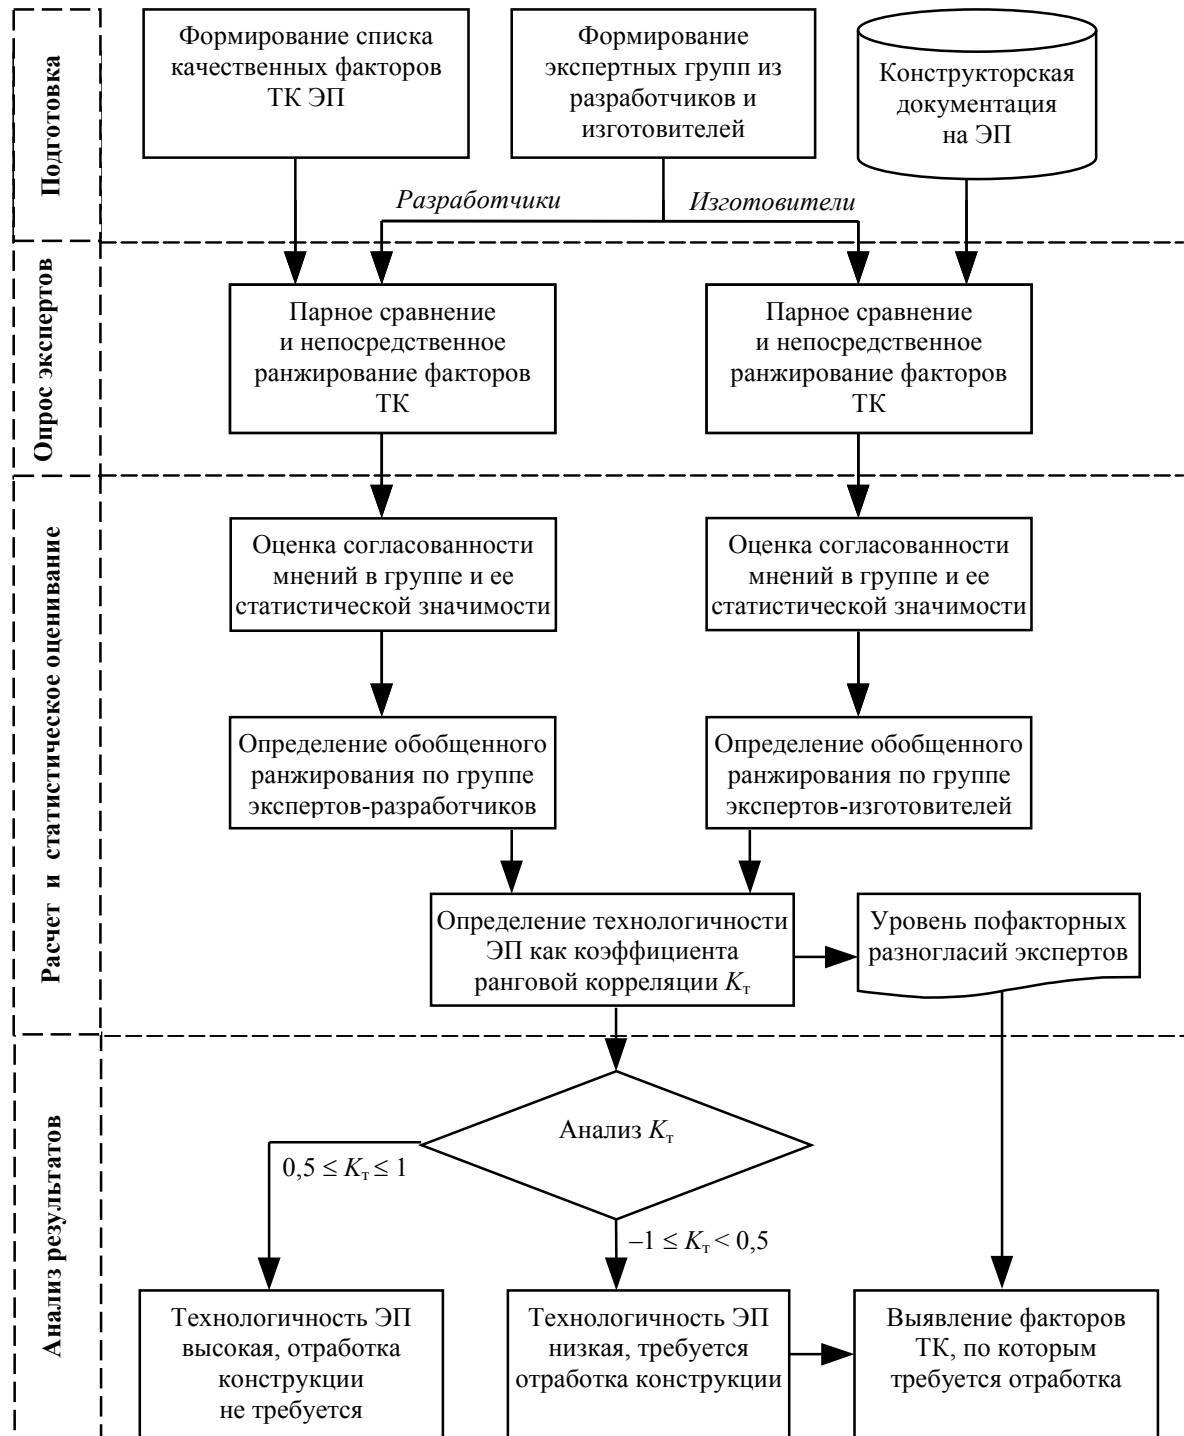 Подготовка
Формирование списка
качественных факторов
ТК ЭП
Формирование
экспертных групп из
разработчиков и
изготовителей
Конструкторская
документация
на ЭП
Разработчики
Изготовители
Опрос экспертов
Парное сравнение
и непосредственное
ранжирование факторов
ТК
Парное сравнение
и непосредственное
ранжирование факторов
ТК
Расчет и статистическое оценивание
Оценка согласованности
мнений в группе и ее
статистической значимости
Оценка согласованности
мнений в группе и ее
статистической значимости
Определение обобщенного
ранжирования по группе
экспертов-разработчиков
Определение обобщенного
ранжирования по группе
экспертов-изготовителей
Определение технологичности
ЭП как коэффициента
ранговой корреляции Kт
Уровень пофакторных
разногласий экспертов
Анализ результатов
Анализ Kт
0,5 ≤ Kт ≤ 1
–1 ≤ Kт < 0,5
Технологичность ЭП
высокая, отработка
конструкции
не требуется
Технологичность ЭП
низкая, требуется
отработка конструкции
Выявление факторов
ТК, по которым
требуется отработка